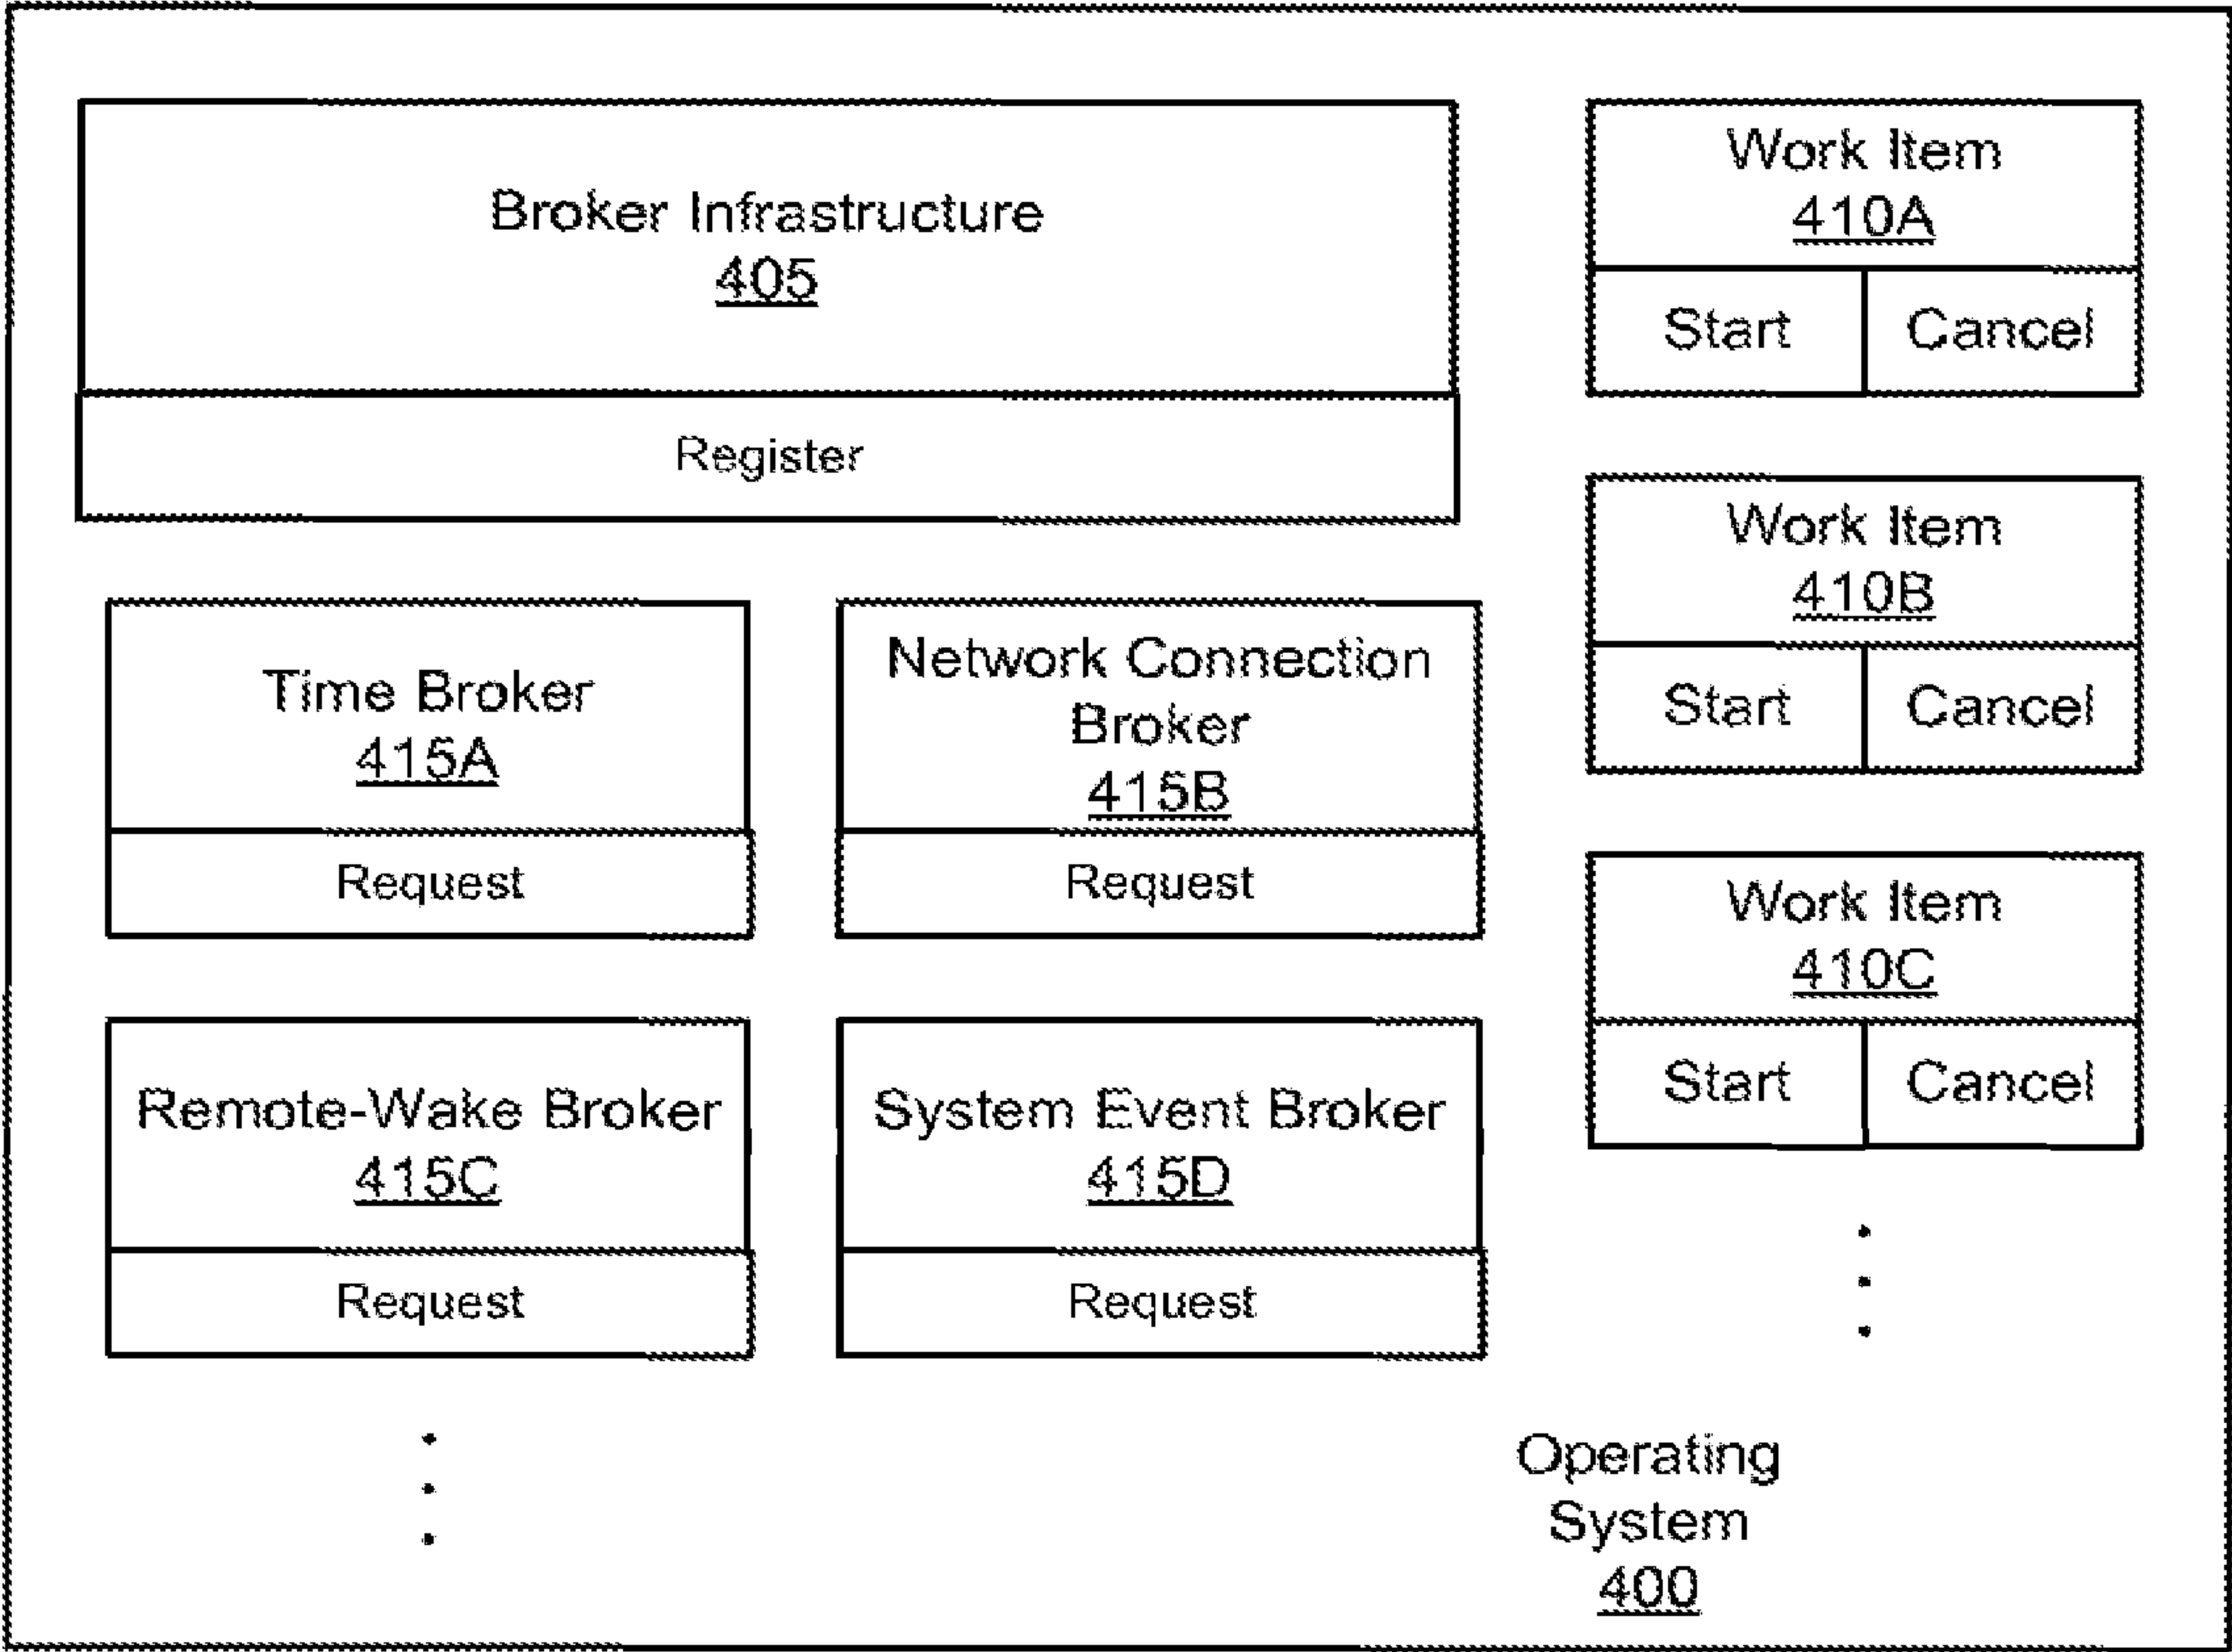 Broker Infrastructure
405
Register
Work Item
410A
Start Cancel
Work Item
410B
Start Cancel
Work Item
410C
Start Cancel
Time Broker
415A
Request
Network Connection
Broker
415B
Request
Remote-Wake Broker
415C
Request
System Event Broker
415D
Request
Operating
System
400